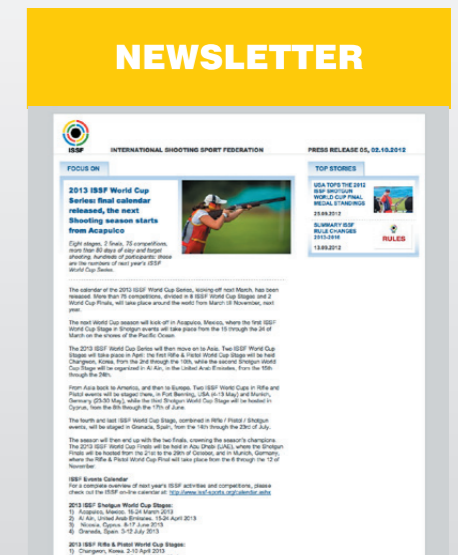 NEWSLETTER
ISSF
INTERNATIONAL SHOOTING SPORT FEDERATION
PRESS RELEASE 05, 02.10.2012
FOCUS ON
2013 ISSF World Cup
Series: final calendar
released, the next
Shooting season starts
from Acapulco
Eight stages, 2 finals, 75 competitions,
more than 80 days of clay and target
shooting, hundreds of participants: these
are the numbers of next year's ISSF
World Cup Series.
TOP STORIES
USA TOPS THE 2012
ISSF SHOTGUN
WORLD CUP FINAL
MEDAL STANDINGS
25.09.2012
SUMMARY ISSF
RULE CHANGES
2013-2016
13.09.2012
RULES
The calendar of the 2013 ISSF World Cup Series, kicking off next March, has been
released. More than 75 competitions, divided in 8 ISSF World Cup Stages and 2
World Cup Finals, will take place around the world from March till November, next
year.
The next World Cup season will kick off in Acapulco, Mexico, where the first ISSF
World Cup Stage in Shotgun events will take place from the 15 through the 24 of
March on the shores of the Pacific Ocean.
The 2013 ISSF World Cup Series will then move on to Asia. Two ISSF World Cup
Stages will take place in April: the first Rifle & Pistol World Cup Stage will be held
Changwon, Korea, from the 2nd through the 10th, while the second Shotgun World
Cup Stage will be organized in Al-Ain, in the United Arab Emirates, from the 15th
through the 24th.
From Asia back to America, and then to Europe. Two ISSF World Cups in Rifle and
Pistol events will be staged there, in Fort Benning, USA (4-13 May) and Munich,
Germany (23-30 May), while the third Shotgun World Cup Stage will be hosted in
Cyprus, from the 8th through the 17th of June.
The fourth and last ISSF World Cup Stage, combined in Rifle / Pistol / Shotgun
events, will be staged in Granada, Spain, from the 14th through the 23rd of July.
The season will then end up with the two finals, crowning the season's champions.
The 2013 ISSF World Cup Finals will be held in Abu Dhabi (UAE), where the Shotgun
Finals will be hosted from the 21st to the 29th of October, and in Munich, Germany,
where the Rifle & Pistol World Cup Final will take place from the 6 through the 12 of
November.
ISSF Events Calendar
For a complete overview of next year's ISSF activities and competitions, please
check out the ISSF on-line calendar at: http://www.issf-sports.org/calendar.ashx
2013 ISSF Shotgun World Cup Stages:
1) Acapulco, Mexico. 15-24 March 2013
2) Al Ain, United Arab Emirates. 15-24 April 2013
3) Nicosia, Cyprus. 8-17 June 2013
4) Granada, Spain. 3-12 July 2013
2013 ISSF Rifle & Pistol World Cup Stages:
1) Changwon, Korea. 2-10 April 2013